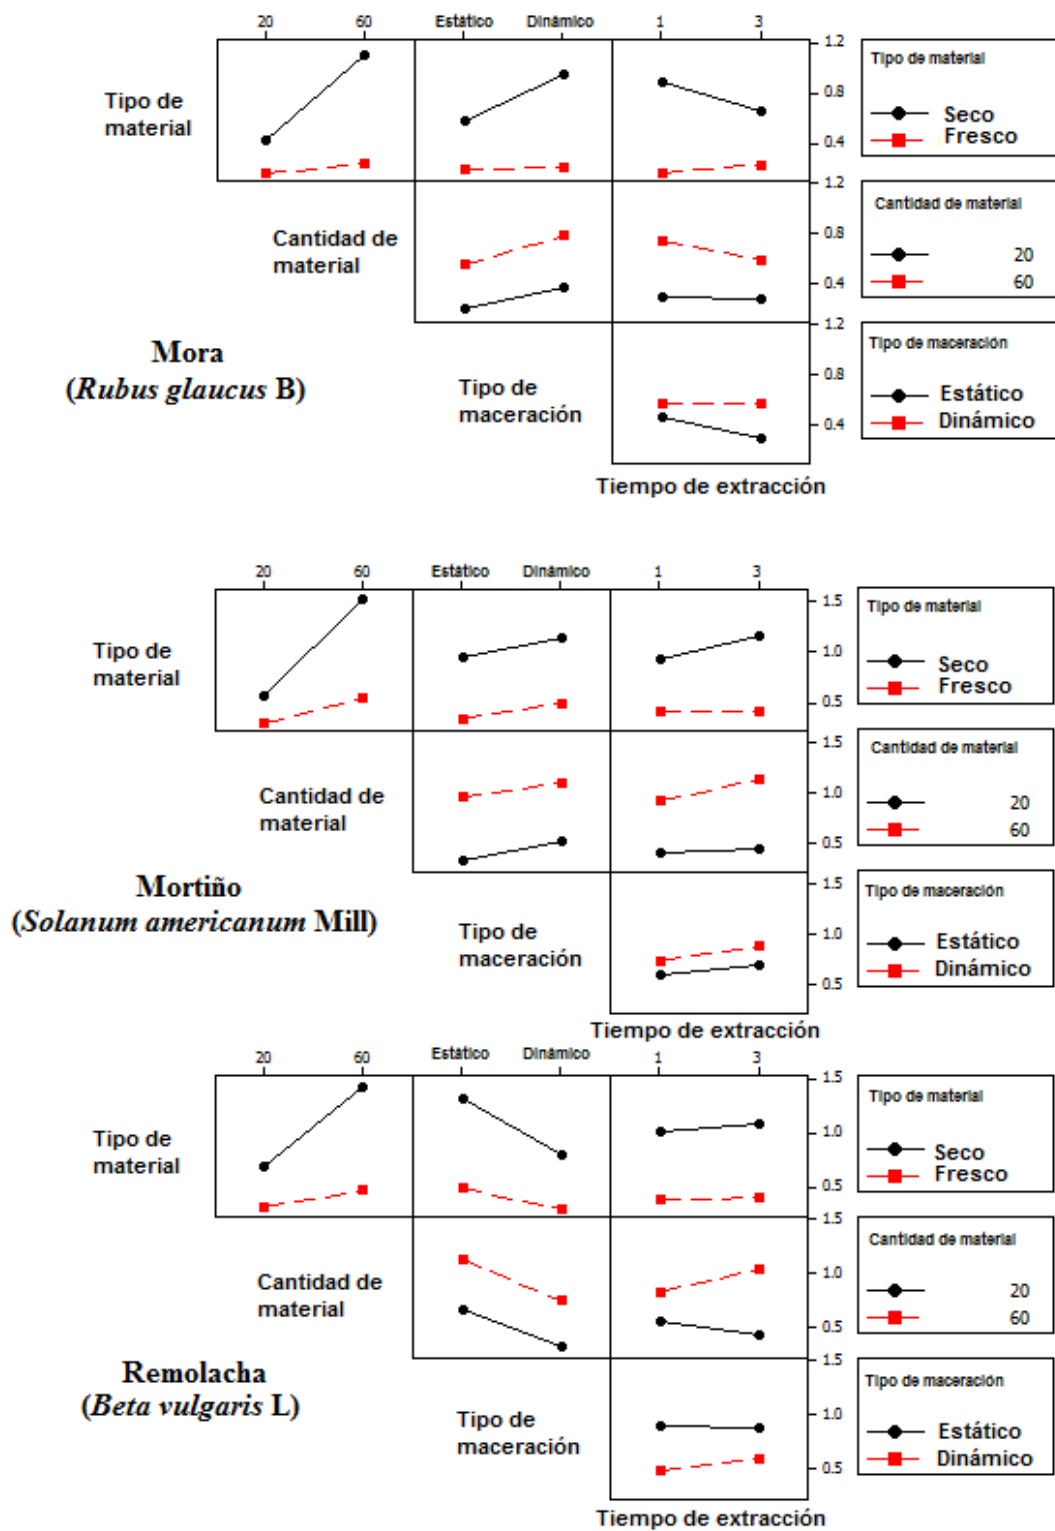 20 60 Estático Dinámico 1 3
1.2
0.8
0.4
Tipo de
material
Tipo de material
Seco
Fresco
1.2
0.8
0.4
Cantidad de
material
Cantidad de material
20
60
1.2
0.8
0.4
Tipo de
maceración
Tipo de maceración
Estático
Dinámico
Mora
(Rubus glaucus B)
Tiempo de extracción
20 60 Estático Dinámico 1 3
1.5
1.0
0.5
Tipo de
material
Tipo de material
Seco
Fresco
1.5
1.0
0.5
Cantidad de
material
Cantidad de material
20
60
1.5
1.0
0.5
Tipo de
maceración
Tipo de maceración
Estático
Dinámico
Mortiño
(Solanum americanum Mill)
Tiempo de extracción
20 60 Estático Dinámico 1 3
1.5
1.0
0.5
Tipo de
material
Tipo de material
Seco
Fresco
1.5
1.0
0.5
Cantidad de
material
Cantidad de material
20
60
1.5
1.0
0.5
Tipo de
maceración
Tipo de maceración
Estático
Dinámico
Remolacha
(Beta vulgaris L)
Tiempo de extracción